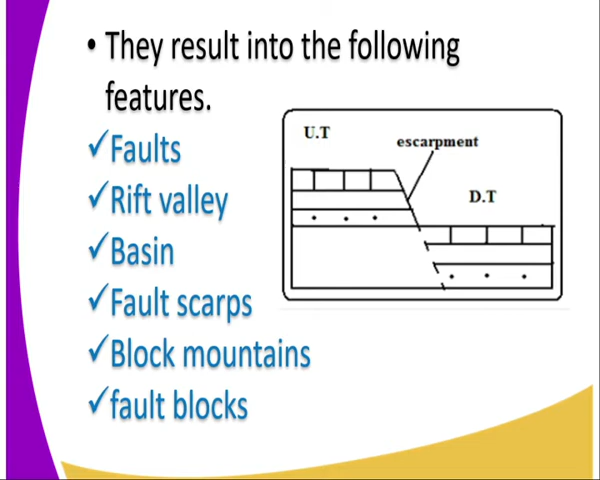 • They result into the following
features.
✓Faults
✓Rift valley
✓Basin
✓Fault scarps
✓Block mountains
✓fault blocks
U.T
escarpment
D.T